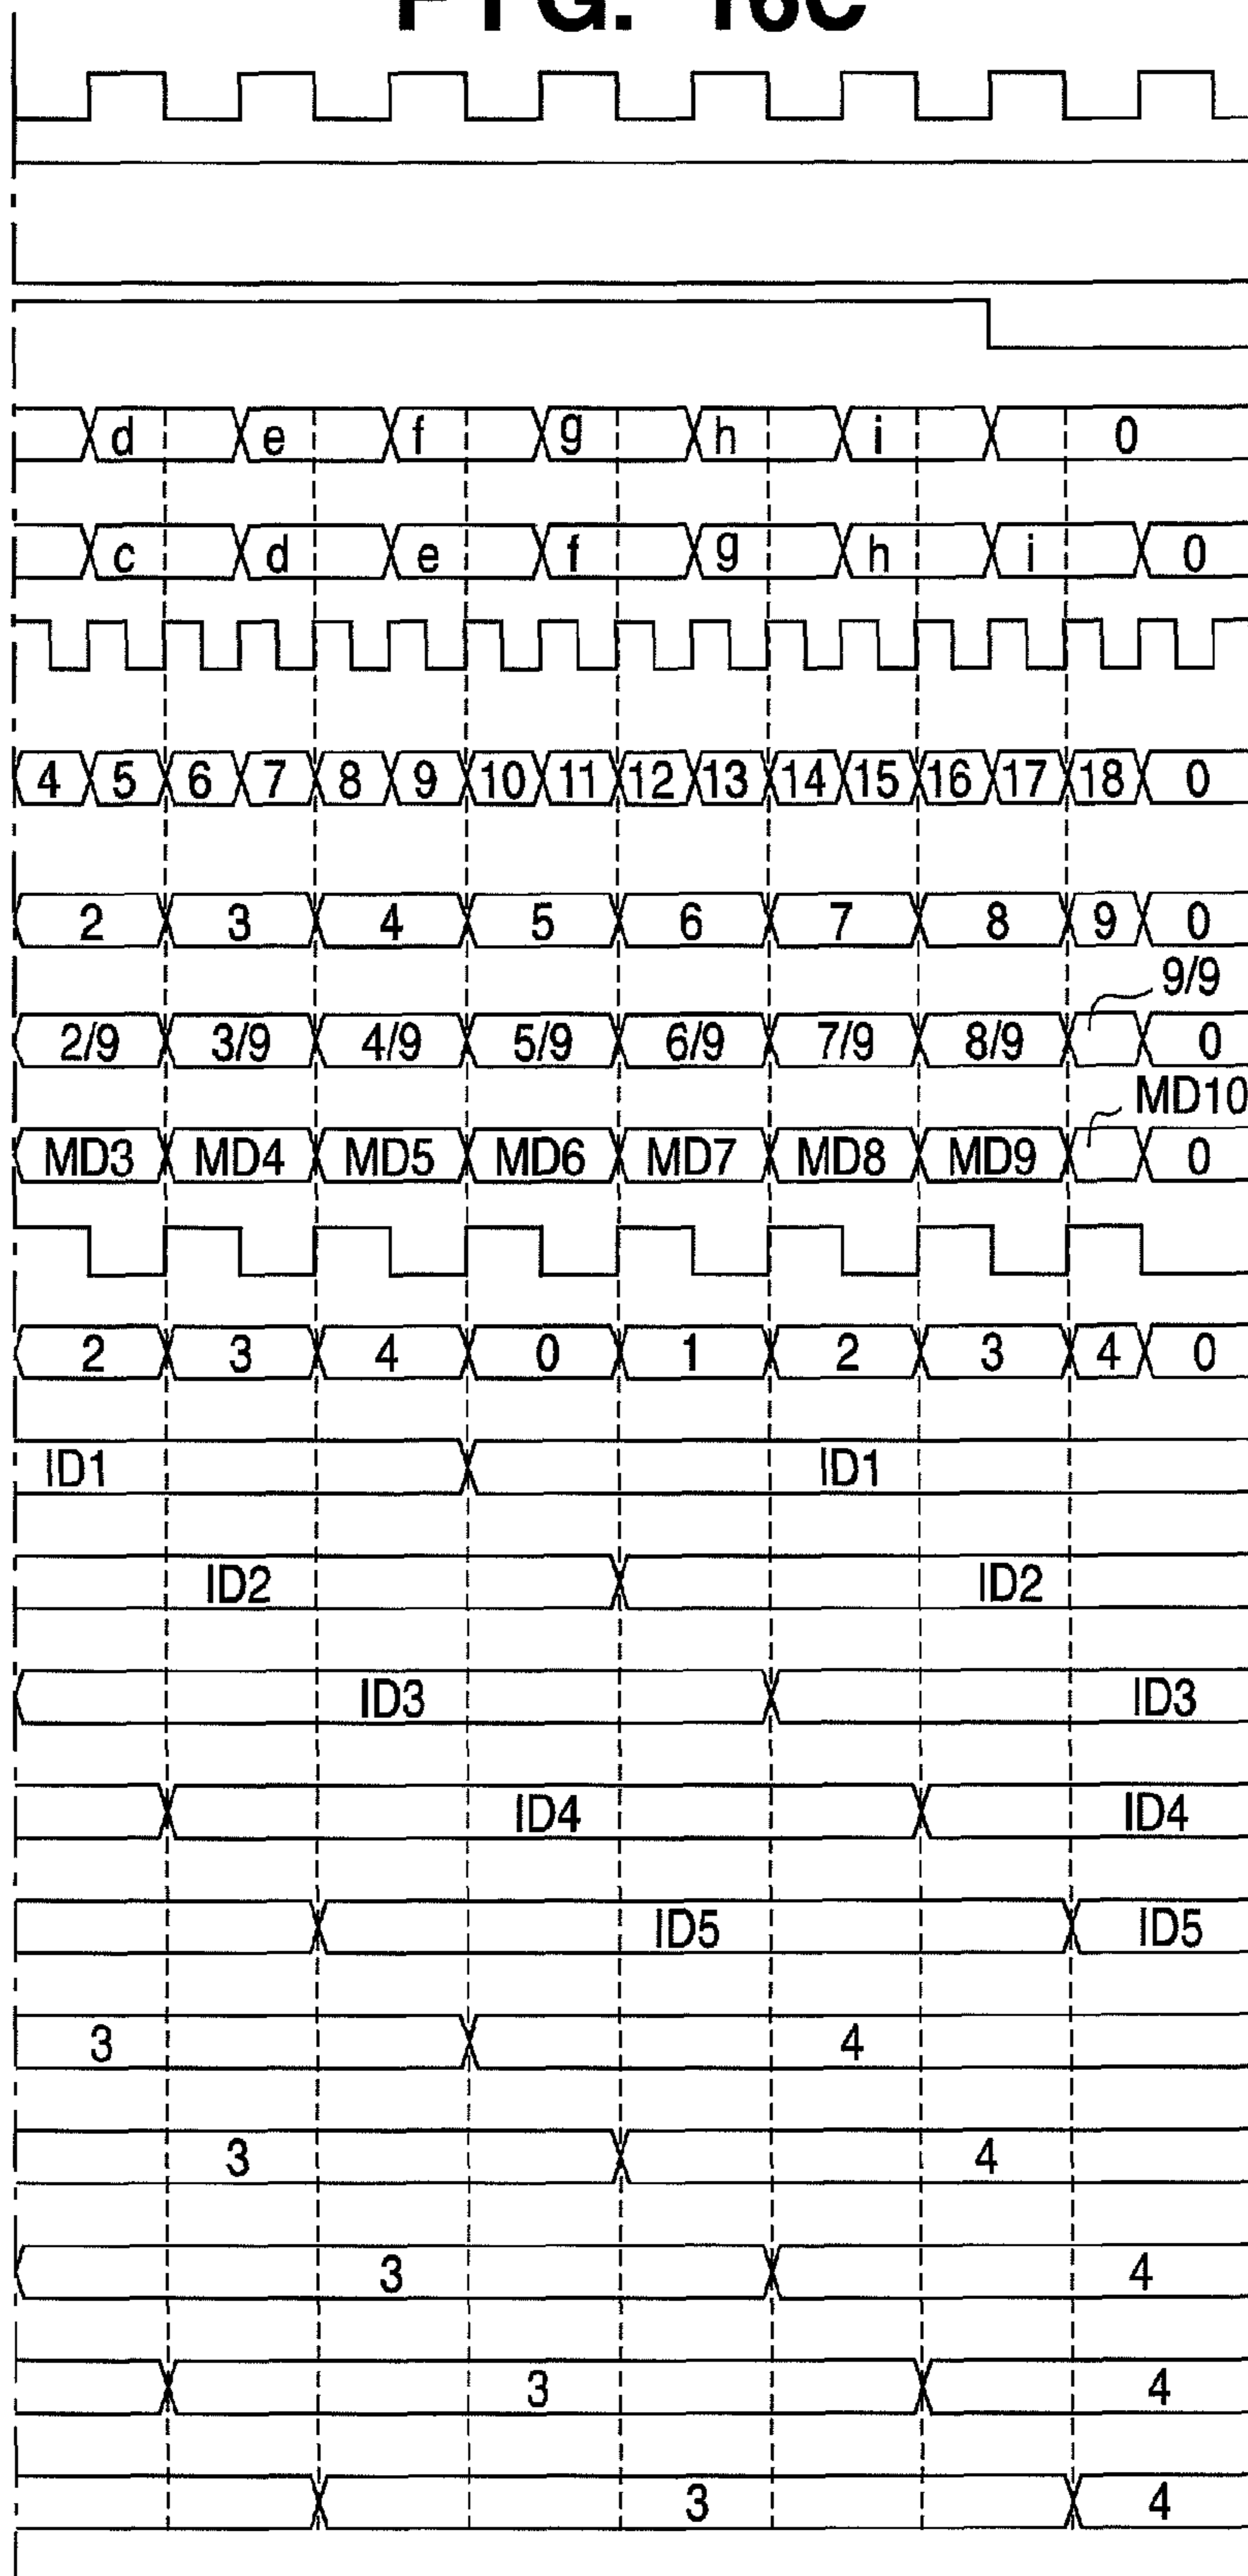 FIG. 16C
d e f g h i 0
c d e f g h i 0
4 5 6 7 8 9 10 11 12 13 14 15 16 17 18 0
2 3 4 5 6 7 8 9 0
9/9
2/9 3/9 4/9 5/9 6/9 7/9 8/9 0
MD10
MD3 MD4 MD5 MD6 MD7 MD8 MD9 0
2 3 4 0 1 2 3 4 0
ID1 ID1
ID2 ID2
ID3 ID3
ID4 ID4
ID5 ID5
3 4
3 4
3 4
3 4
3 4